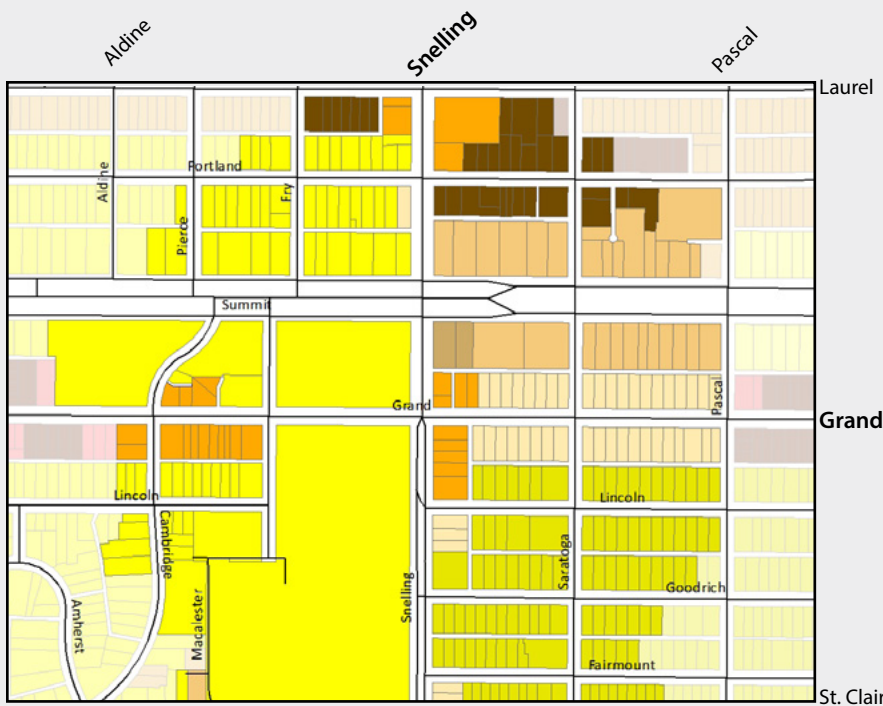 Aldine
Snelling
Pascal
Laurel
Portland
Aldine
Fry
Pierce
Summit
Grand
Pascal
Grand
Lincoln
Lincoln
Cambridge
Saratoga
Goodrich
Snelling
Macalester
Amherst
Fairmount
St. Clair